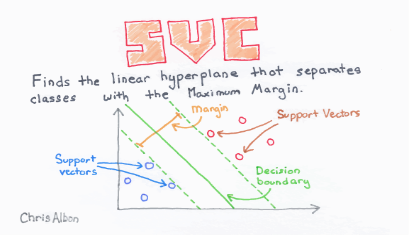 SVC
Finds the linear hyperplane that separates
classes with the Maximum Margin.
Margin
Support Vectors
Support
vectors
Decision
boundary
Chris Albon